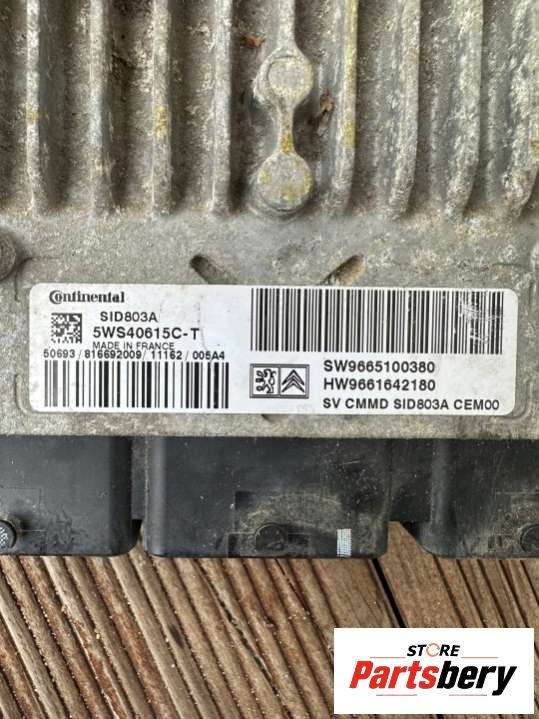 Continental
SID803A
5WS40615C-T
MADE IN FRANCE
50693 / 816692009 / 11162 / 005A4
SW9665100380
HW9661642180
SV CMMD SID803A CEM00
STORE
Partsbery